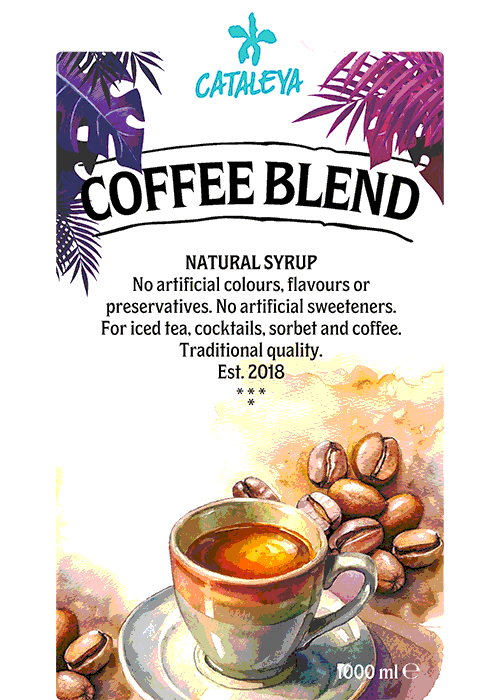 CATALEYA
COFFEE BLEND
NATURAL SYRUP
No artificial colours, flavours or
preservatives. No artificial sweeteners.
For iced tea, cocktails, sorbet and coffee.
Traditional quality.
Est. 2018
* * *
*
1000 ml ℮